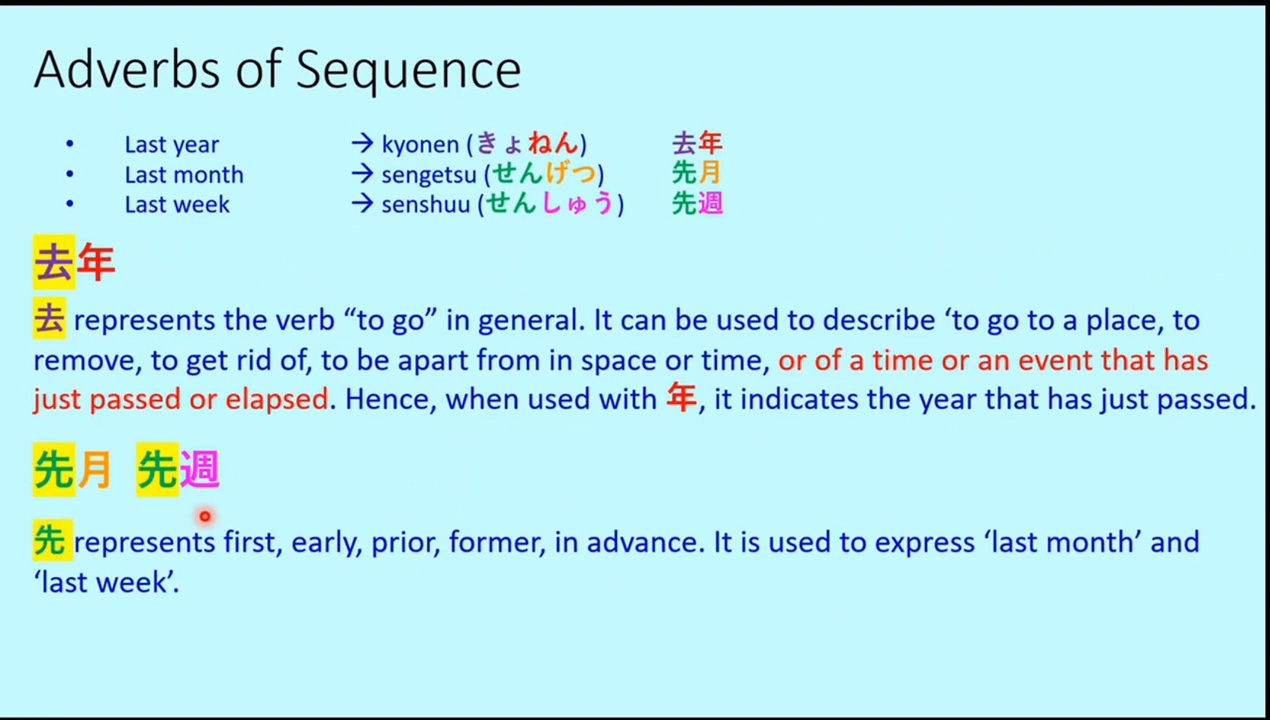 Adverbs of Sequence
• Last year → kyonen (きょねん) 去年
• Last month → sengetsu (せんげつ) 先月
• Last week → senshuu (せんしゅう) 先週
去年
去 represents the verb “to go” in general. It can be used to describe ‘to go to a place, to
remove, to get rid of, to be apart from in space or time, or of a time or an event that has
just passed or elapsed. Hence, when used with 年, it indicates the year that has just passed.
先月 先週
先 represents first, early, prior, former, in advance. It is used to express ‘last month’ and
‘last week’.